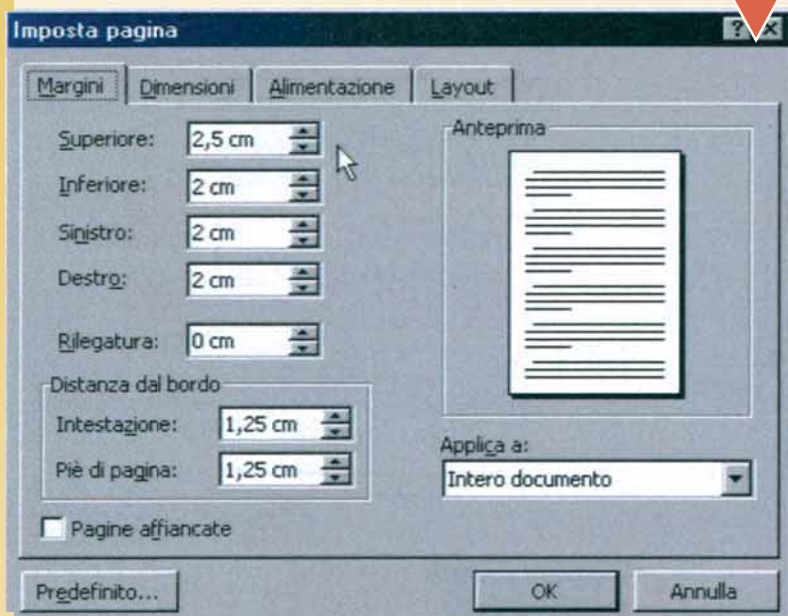 Imposta pagina
Margini Dimensioni Alimentazione Layout
Superiore: 2,5 cm
Inferiore: 2 cm
Sinistro: 2 cm
Destro: 2 cm
Rilegatura: 0 cm
Distanza dal bordo
Intestazione: 1,25 cm
Piè di pagina: 1,25 cm
Pagine affiancate
Anteprima
Applica a:
Intero documento
Predefinito... OK Annulla